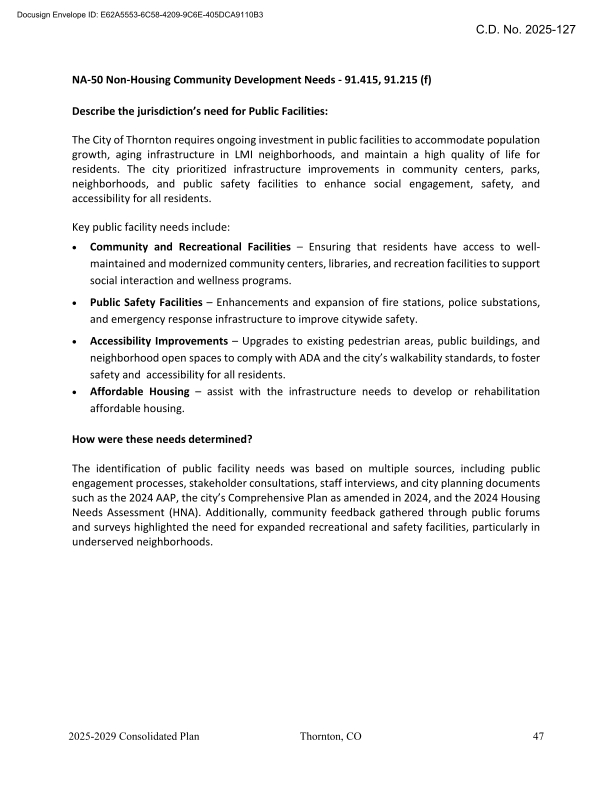 Docusign Envelope ID: E62A5553-6C58-4209-9C6E-405DCA9110B3
C.D. No. 2025-127
NA-50 Non-Housing Community Development Needs - 91.415, 91.215 (f)
Describe the jurisdiction's need for Public Facilities:
The City of Thornton requires ongoing investment in public facilities to accommodate population
growth, aging infrastructure in LMI neighborhoods, and maintain a high quality of life for
residents. The city prioritized infrastructure improvements in community centers, parks,
neighborhoods, and public safety facilities to enhance social engagement, safety, and
accessibility for all residents.
Key public facility needs include:
• Community and Recreational Facilities – Ensuring that residents have access to well-
maintained and modernized community centers, libraries, and recreation facilities to support
social interaction and wellness programs.
• Public Safety Facilities – Enhancements and expansion of fire stations, police substations,
and emergency response infrastructure to improve citywide safety.
• Accessibility Improvements – Upgrades to existing pedestrian areas, public buildings, and
neighborhood open spaces to comply with ADA and the city's walkability standards, to foster
safety and  accessibility for all residents.
• Affordable Housing – assist with the infrastructure needs to develop or rehabilitation
affordable housing.
How were these needs determined?
The identification of public facility needs was based on multiple sources, including public
engagement processes, stakeholder consultations, staff interviews, and city planning documents
such as the 2024 AAP, the city's Comprehensive Plan as amended in 2024, and the 2024 Housing
Needs Assessment (HNA). Additionally, community feedback gathered through public forums
and surveys highlighted the need for expanded recreational and safety facilities, particularly in
underserved neighborhoods.
2025-2029 Consolidated Plan Thornton, CO 47